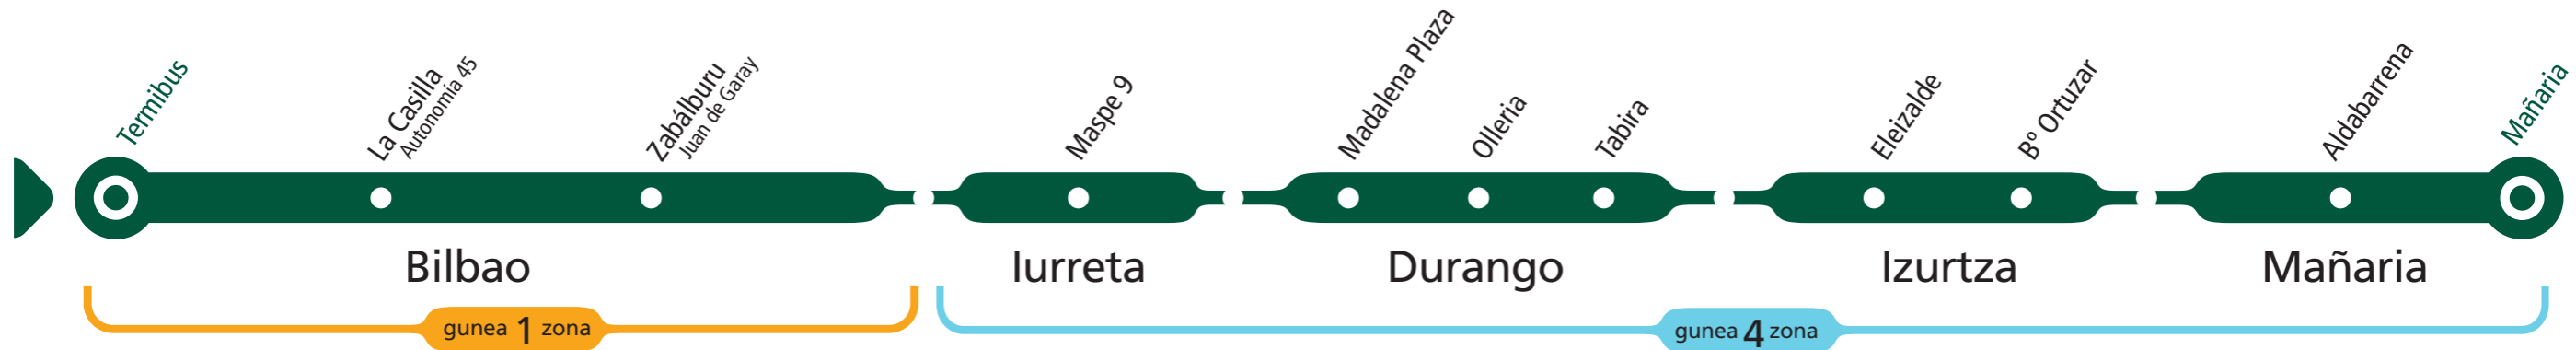 Termibus
La Casilla
Autonomía 45
Zabálburu
Juan de Garay
Maspe 9
Madalena Plaza
Olleria
Tabira
Eleizalde
Bº Ortuzar
Aldabarrena
Mañaria
Bilbao
Iurreta
Durango
Izurtza
Mañaria
gunea 1 zona
gunea 4 zona